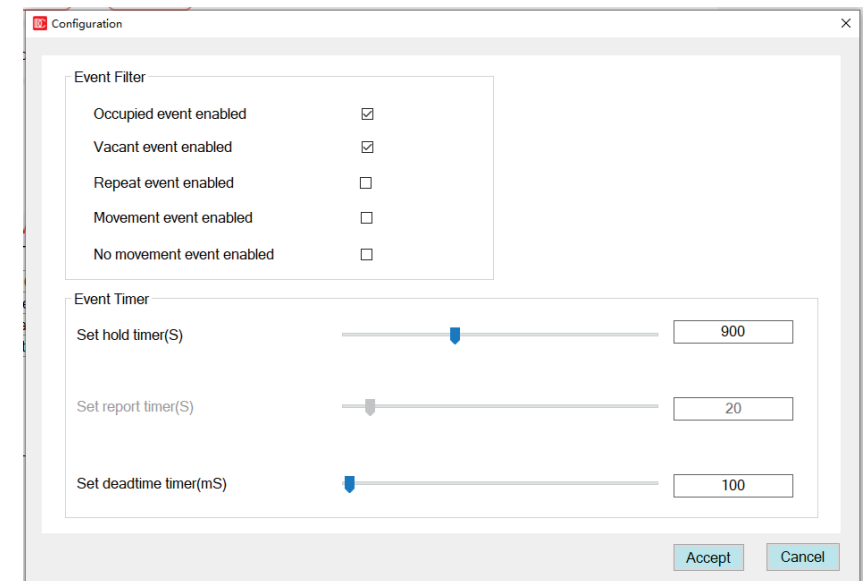 Configuration
Event Filter
Occupied event enabled
Vacant event enabled
Repeat event enabled
Movement event enabled
No movement event enabled
Event Timer
Set hold timer(S) 900
Set report timer(S) 20
Set deadtime timer(mS) 100
Accept Cancel